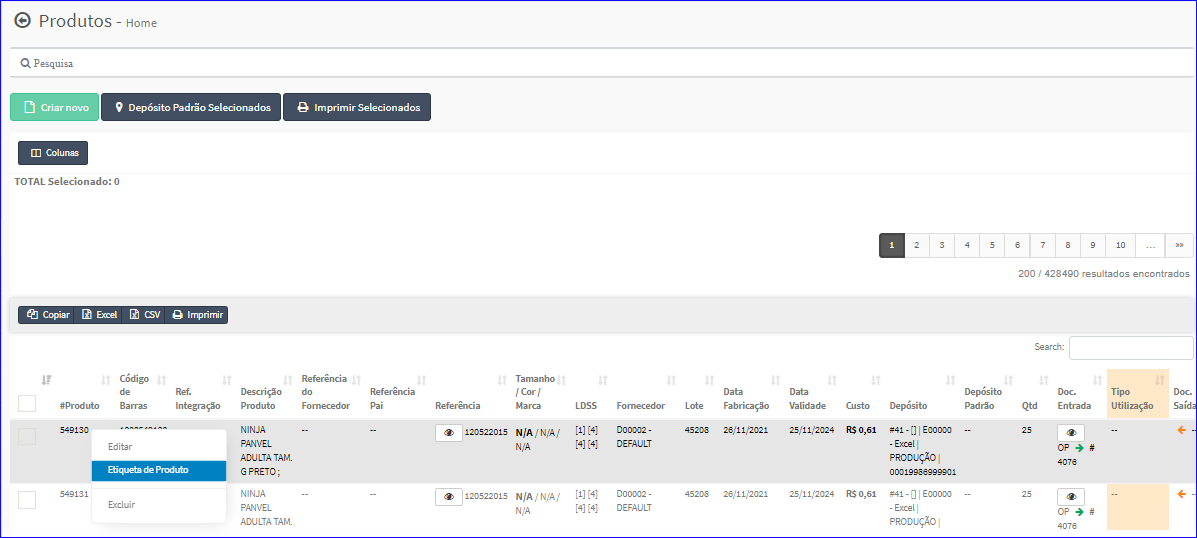 Produtos - Home
Pesquisa
Criar novo Depósito Padrão Selecionados Imprimir Selecionados
Colunas
TOTAL Selecionado: 0
1 2 3 4 5 6 7 8 9 10 ... »»
200 / 428490 resultados encontrados
Copiar Excel CSV Imprimir
Search:
#Produto
Código de Barras
Ref. Integração
Descrição Produto
Referência do Fornecedor
Referência Pai
Referência
Tamanho / Cor / Marca
LDSS
Fornecedor
Lote
Data Fabricação
Data Validade
Custo
Depósito
Depósito Padrão
Qtd
Doc. Entrada
Tipo Utilização
Doc. Saída
549130 NINJA -- -- 120522015 N/A / N/A / [1] [4] D00002 - 45208 26/11/2021 25/11/2024 R$ 0,61 #41 - [] | E00000 -- 25 -- --
PANVEL N/A [4] [4] DEFAULT - Excel | OP → #
ADULTA TAM. PRODUÇÃO | 4076
G PRETO ; 00019986999901
Editar
Etiqueta de Produto
Excluir
549131 NINJA -- -- 120522015 N/A / N/A / [1] [4] D00002 - 45208 26/11/2021 25/11/2024 R$ 0,61 #41 - [] | E00000 -- 25 -- --
PANVEL N/A [4] [4] DEFAULT - Excel | OP → #
ADULTA TAM. PRODUÇÃO | 4076